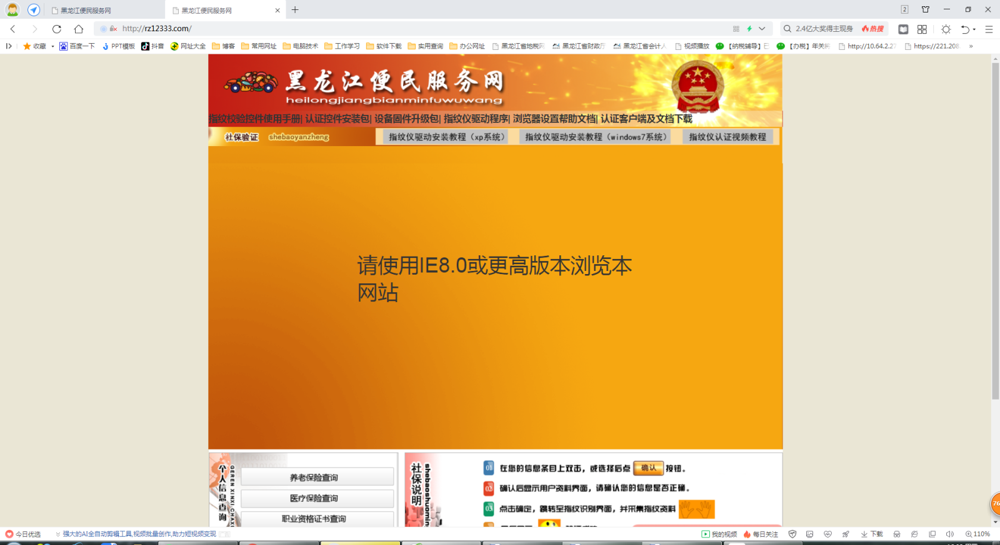 黑龙江便民服务网
黑龙江便民服务网
2
http://rz12333.com/
2.4亿大奖得主现身
热搜
收藏
百度一下
PPT模板
抖音
网址大全
博客
常用网址
电脑技术
工作学习
软件下载
实用查询
办公网址
黑龙江省地税网
黑龙江省财政厅
黑龙江省会计人
视频播放
【纳税辅导】已
【办税】年关将
http://10.64.2.27
https://221.208.
»
黑龙江便民服务网
heilongjiangbianminfuwuwang
指纹校验控件使用手册| 认证控件安装包| 设备固件升级包| 指纹仪驱动程序| 浏览器设置帮助文档| 认证客户端及文档下载
社保验证 shebaoyanzheng
指纹仪驱动安装教程（xp系统）
指纹仪驱动安装教程（windows7系统）
指纹仪认证视频教程
请使用IE8.0或更高版本浏览本
网站
个人信息查询
GEREN XINXI CHAX
养老保险查询
医疗保险查询
职业资格证书查询
社保说明
shebaoshuoming
01 在您的信息条目上双击，或选择后点 确认 按钮。
02 确认后显示用户资料界面，请确认您的信息是否正确。
03 点击确定，跳转至指纹识别界面，并采集指纹资料
76
今日优选
强大的AI全自动剪辑工具,视频批量创作,助力短视频变现
广告
我的视频
每日关注
下载
110%